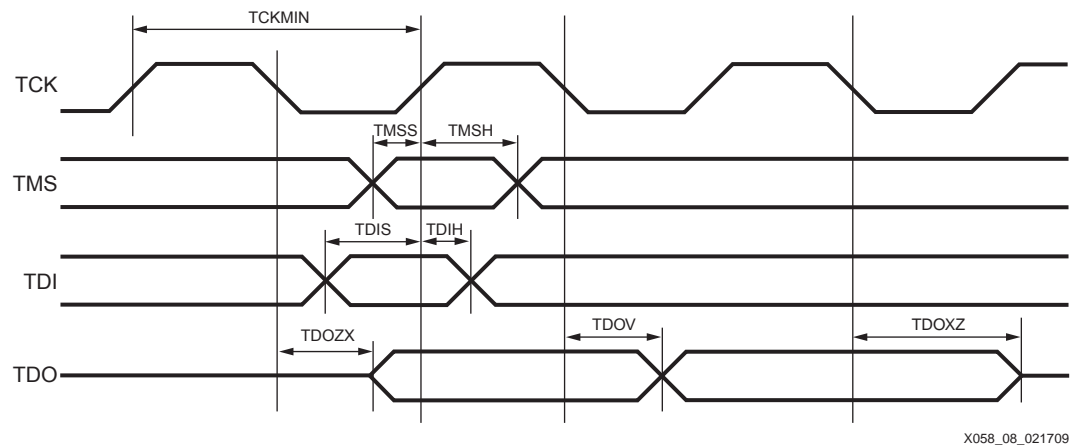 TCKMIN
TCK
TMSS TMSH
TMS
TDIS TDIH
TDI
TDOZX TDOV TDOXZ
TDO
X058_08_021709